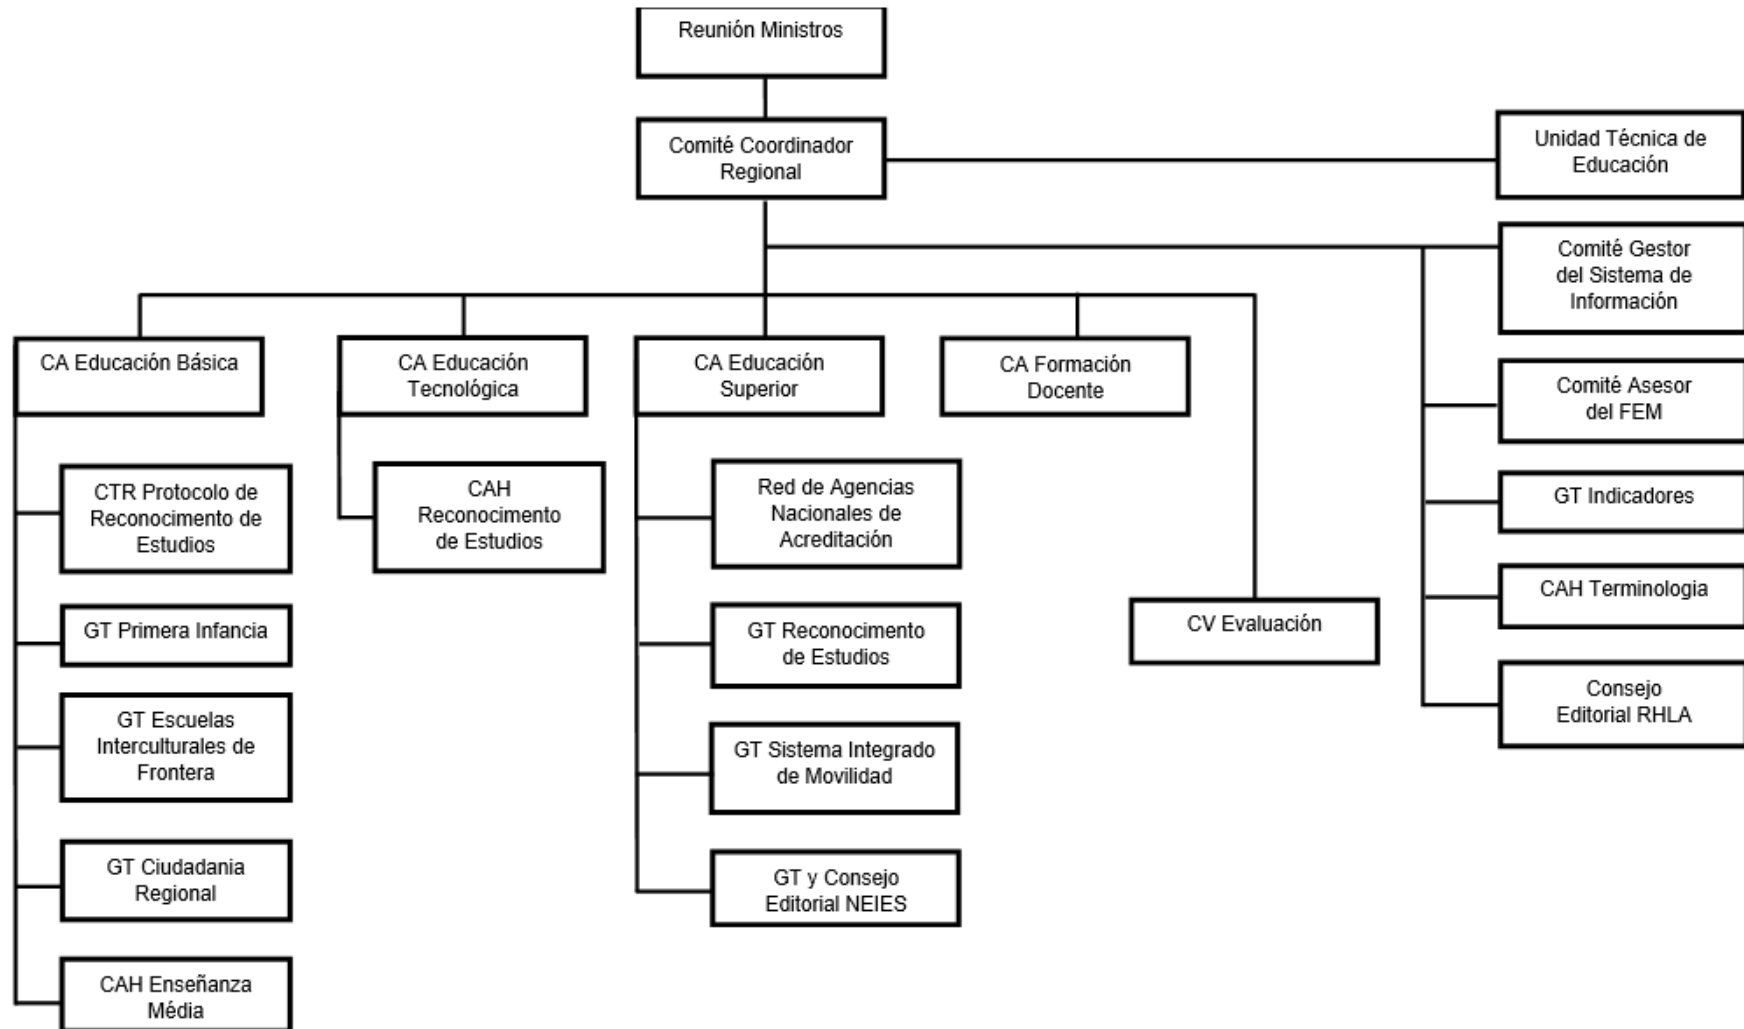 Reunión Ministros
Comité Coordinador
Regional
Unidad Técnica de
Educación
Comité Gestor
del Sistema de
Información
CA Educación Básica
CA Educación
Tecnológica
CA Educación
Superior
CA Formación
Docente
Comité Asesor
del FEM
CTR Protocolo de
Reconocimento de
Estudios
CAH
Reconocimento
de Estudios
Red de Agencias
Nacionales de
Acreditación
GT Indicadores
CAH Terminologia
GT Primera Infancia
GT Reconocimento
de Estudios
CV Evaluación
Consejo
Editorial RHLA
GT Escuelas
Interculturales de
Frontera
GT Sistema Integrado
de Movilidad
GT Ciudadania
Regional
GT y Consejo
Editorial NEIES
CAH Enseñanza
Média